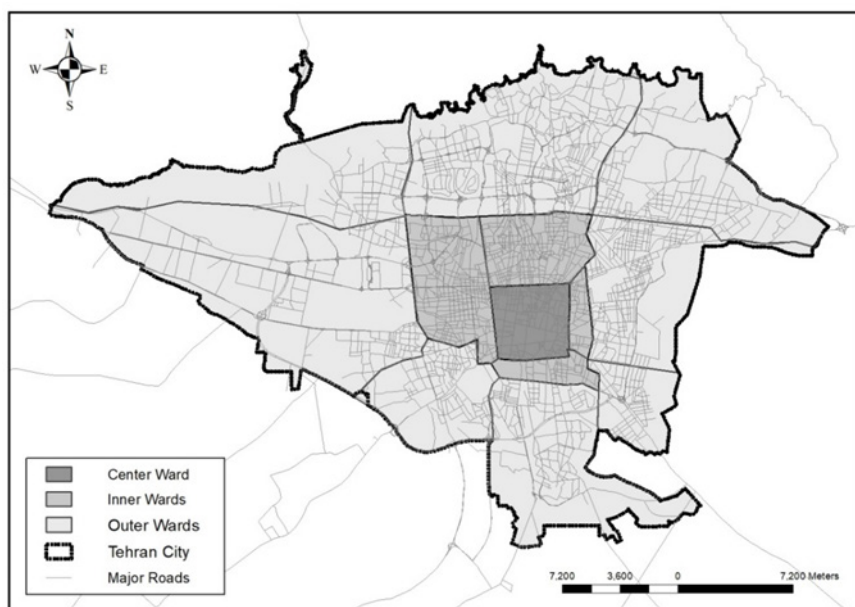 N
W E
S
Center Ward
Inner Wards
Outer Wards
Tehran City
Major Roads
7,200 3,600 0 7,200 Meters